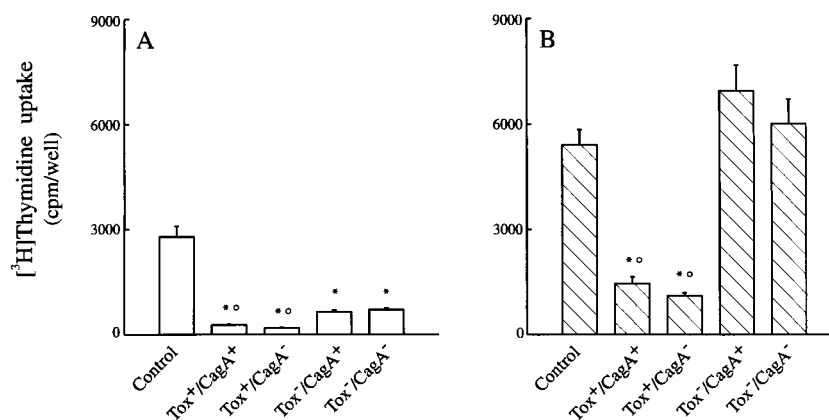 [³H]Thymidine uptake
(cpm/well)
A
9000
6000
3000
0
* o
* o
*
*
Control
Tox⁺/CagA⁺
Tox⁺/CagA⁻
Tox⁻/CagA⁺
Tox⁻/CagA⁻
B
9000
6000
3000
0
* o
* o
Control
Tox⁺/CagA⁺
Tox⁺/CagA⁻
Tox⁻/CagA⁺
Tox⁻/CagA⁻